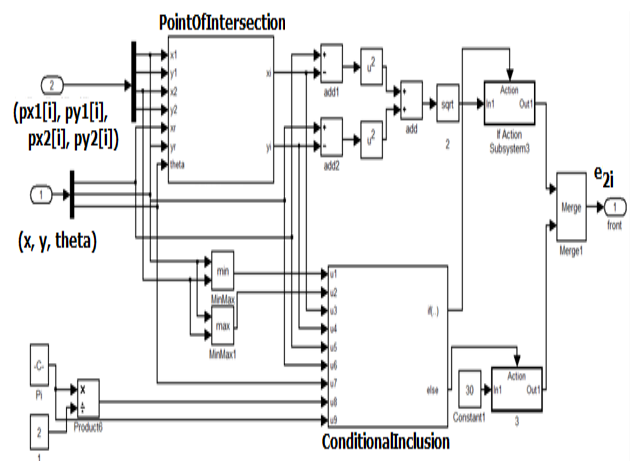 PointOfIntersection
x1
y1
x2
y2
xr
yr
theta
xi
yi
2
(px1[i], py1[i],
px2[i], py2[i])
1
(x, y, theta)
add1
u2
add2
u2
add
sqrt
2
Action
In1 Out1
If Action
Subsystem3
Merge
Merge1
e2i
1
front
min
MinMax
max
MinMax1
u1
u2
u3
u4
u5
u6
u7
u8
u9
if(..)
else
ConditionalInclusion
-C-
Pi
2
1
Product6
30
Constant1
Action
In1 Out1
3